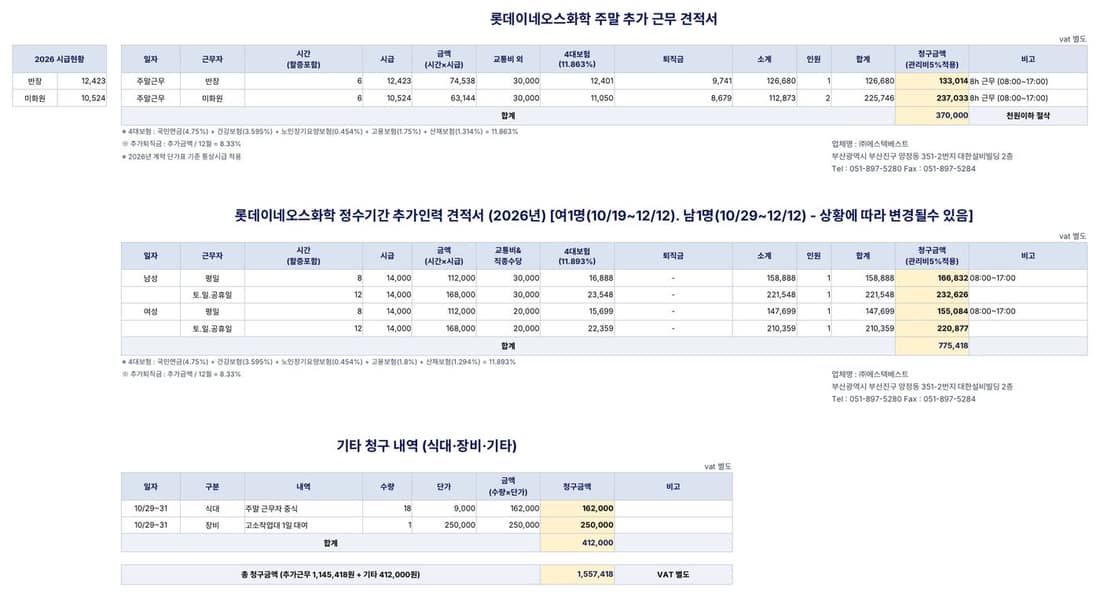 롯데이네오스화학 주말 추가 근무 견적서
vat 별도
2026 시급현황
반장 12,423
미화원 10,524
일자 근무자 시간 (할증포함) 시급 금액 (시간×시급) 교통비 외 4대보험 (11.863%) 퇴직금 소계 인원 합계 청구금액 (관리비5%적용) 비고
주말근무 반장 6 12,423 74,538 30,000 12,401 9,741 126,680 1 126,680 133,014 8h 근무 (08:00~17:00)
주말근무 미화원 6 10,524 63,144 30,000 11,050 8,679 112,873 2 225,746 237,033 8h 근무 (08:00~17:00)
합계 370,000 천원이하 절삭
※ 4대보험 : 국민연금(4.75%) + 건강보험(3.595%) + 노인장기요양보험(0.454%) + 고용보험(1.75%) + 산재보험(1.314%) = 11.863%
※ 추가퇴직금 : 추가금액 / 12월 = 8.33%
※ 2026년 계약 단가표 기준 통상시급 적용
업체명 : ㈜에스텍베스트
부산광역시 부산진구 양정동 351-2번지 대한설비빌딩 2층
Tel : 051-897-5280 Fax : 051-897-5284
롯데이네오스화학 정수기간 추가인력 견적서 (2026년) [여1명(10/19~12/12). 남1명(10/29~12/12) - 상황에 따라 변경될수 있음]
vat 별도
일자 근무자 시간 (할증포함) 시급 금액 (시간×시급) 교통비& 직종수당 4대보험 (11.893%) 퇴직금 소계 인원 합계 청구금액 (관리비5%적용) 비고
남성 평일 8 14,000 112,000 30,000 16,888 - 158,888 1 158,888 166,832 08:00~17:00
토.일.공휴일 12 14,000 168,000 30,000 23,548 - 221,548 1 221,548 232,626
여성 평일 8 14,000 112,000 20,000 15,699 - 147,699 1 147,699 155,084 08:00~17:00
토.일.공휴일 12 14,000 168,000 20,000 22,359 - 210,359 1 210,359 220,877
합계 775,418
※ 4대보험 : 국민연금(4.75%) + 건강보험(3.595%) + 노인장기요양보험(0.454%) + 고용보험(1.8%) + 산재보험(1.294%) = 11.893%
※ 추가퇴직금 : 추가금액 / 12월 = 8.33%
업체명 : ㈜에스텍베스트
부산광역시 부산진구 양정동 351-2번지 대한설비빌딩 2층
Tel : 051-897-5280 Fax : 051-897-5284
기타 청구 내역 (식대·장비·기타)
vat 별도
일자 구분 내역 수량 단가 금액 (수량×단가) 청구금액 비고
10/29~31 식대 주말 근무자 중식 18 9,000 162,000 162,000
10/29~31 장비 고소작업대 1일 대여 1 250,000 250,000 250,000
합계 412,000
총 청구금액 (추가근무 1,145,418원 + 기타 412,000원) 1,557,418 VAT 별도